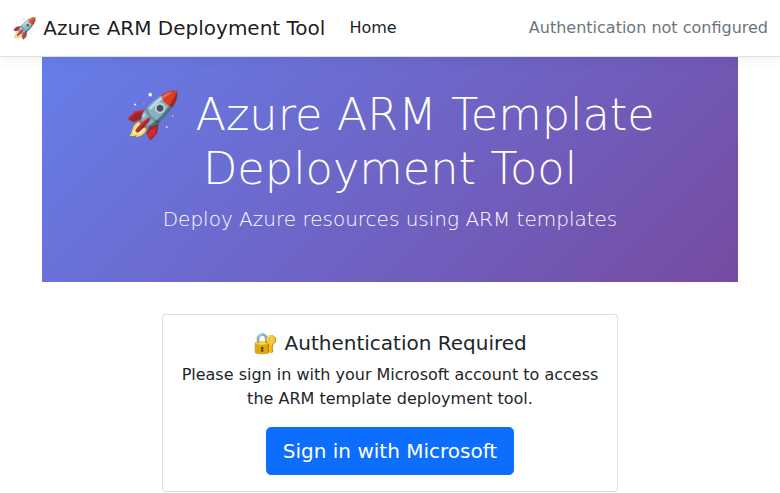 🚀 Azure ARM Deployment Tool Home Authentication not configured
🚀 Azure ARM Template
Deployment Tool
Deploy Azure resources using ARM templates
🔐 Authentication Required
Please sign in with your Microsoft account to access
the ARM template deployment tool.
Sign in with Microsoft